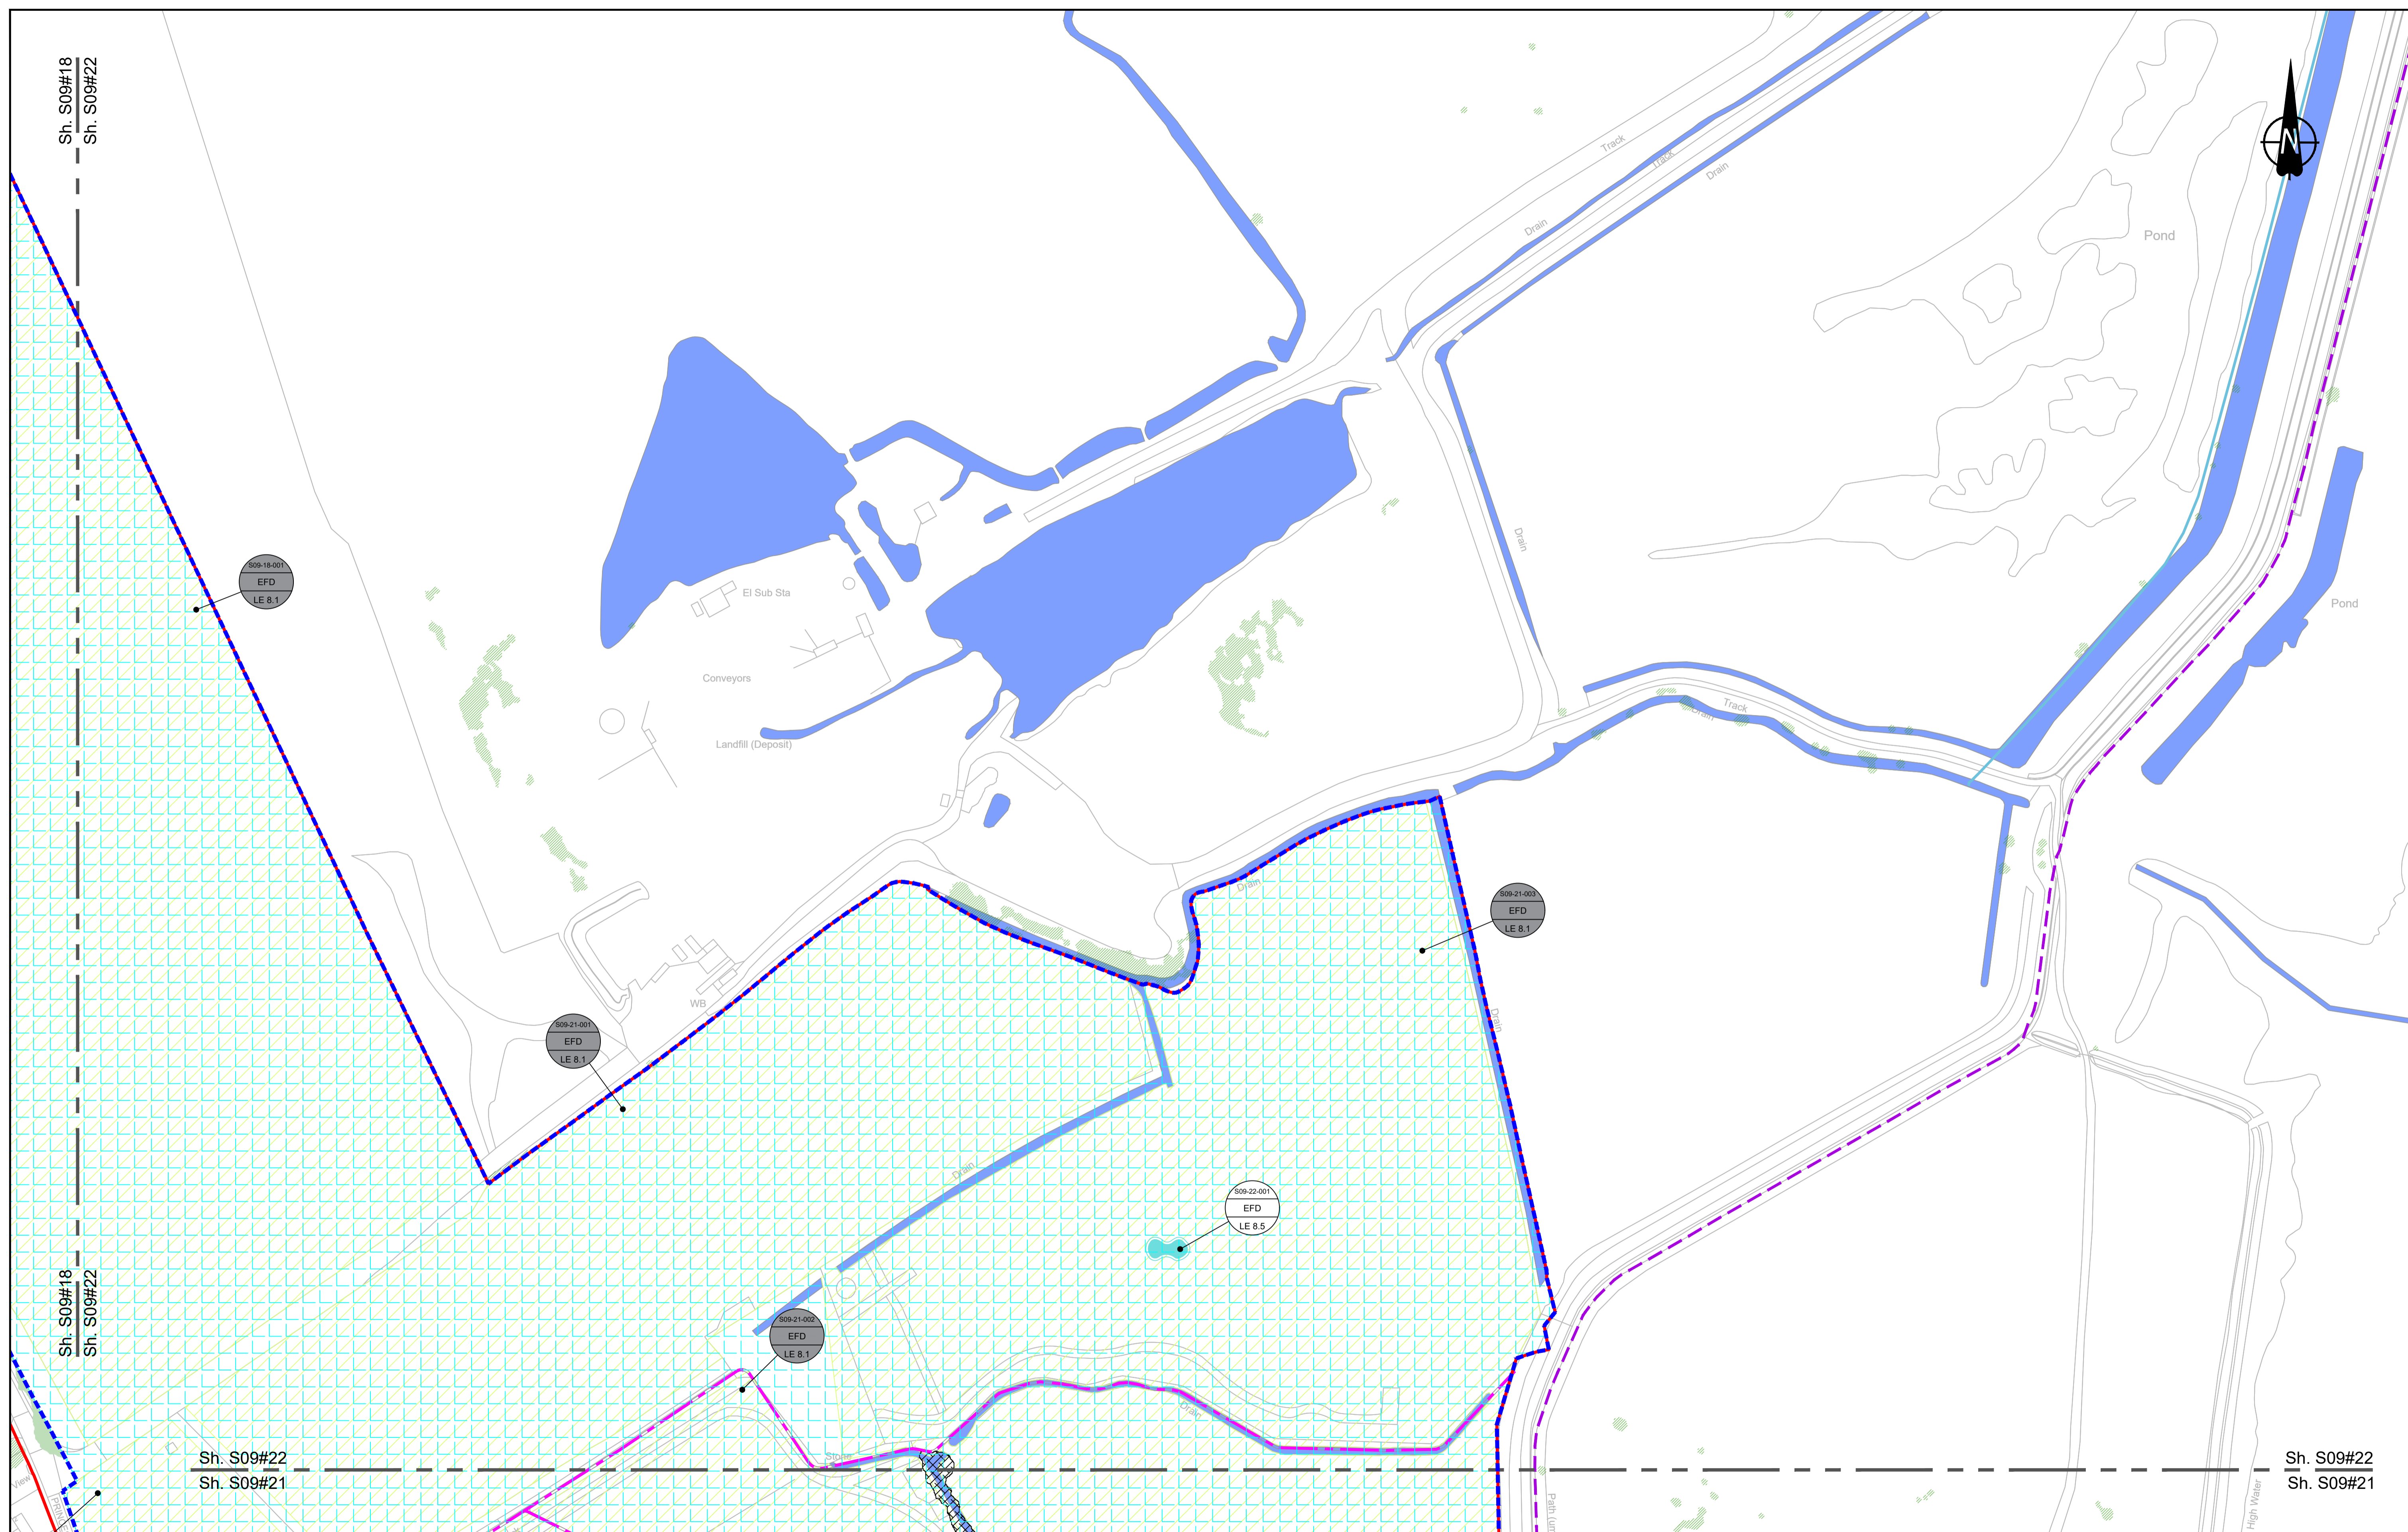 Sh. S09#18
Sh. S09#22
N
Track
Track
Drain
Drain
Pond
S09-18-001
EFD
LE 8.1
Drain
El Sub Sta
Pond
Conveyors
Landfill (Deposit)
Track
Drain
Drain
S09-21-003
EFD
LE 8.1
WB
Drain
S09-21-001
EFD
LE 8.1
Drain
S09-22-001
EFD
LE 8.5
Sh. S09#18
Sh. S09#22
S09-21-002
EFD
LE 8.1
Drain
Sh. S09#22
Sh. S09#21
Sh. S09#22
Sh. S09#21
View
High Water